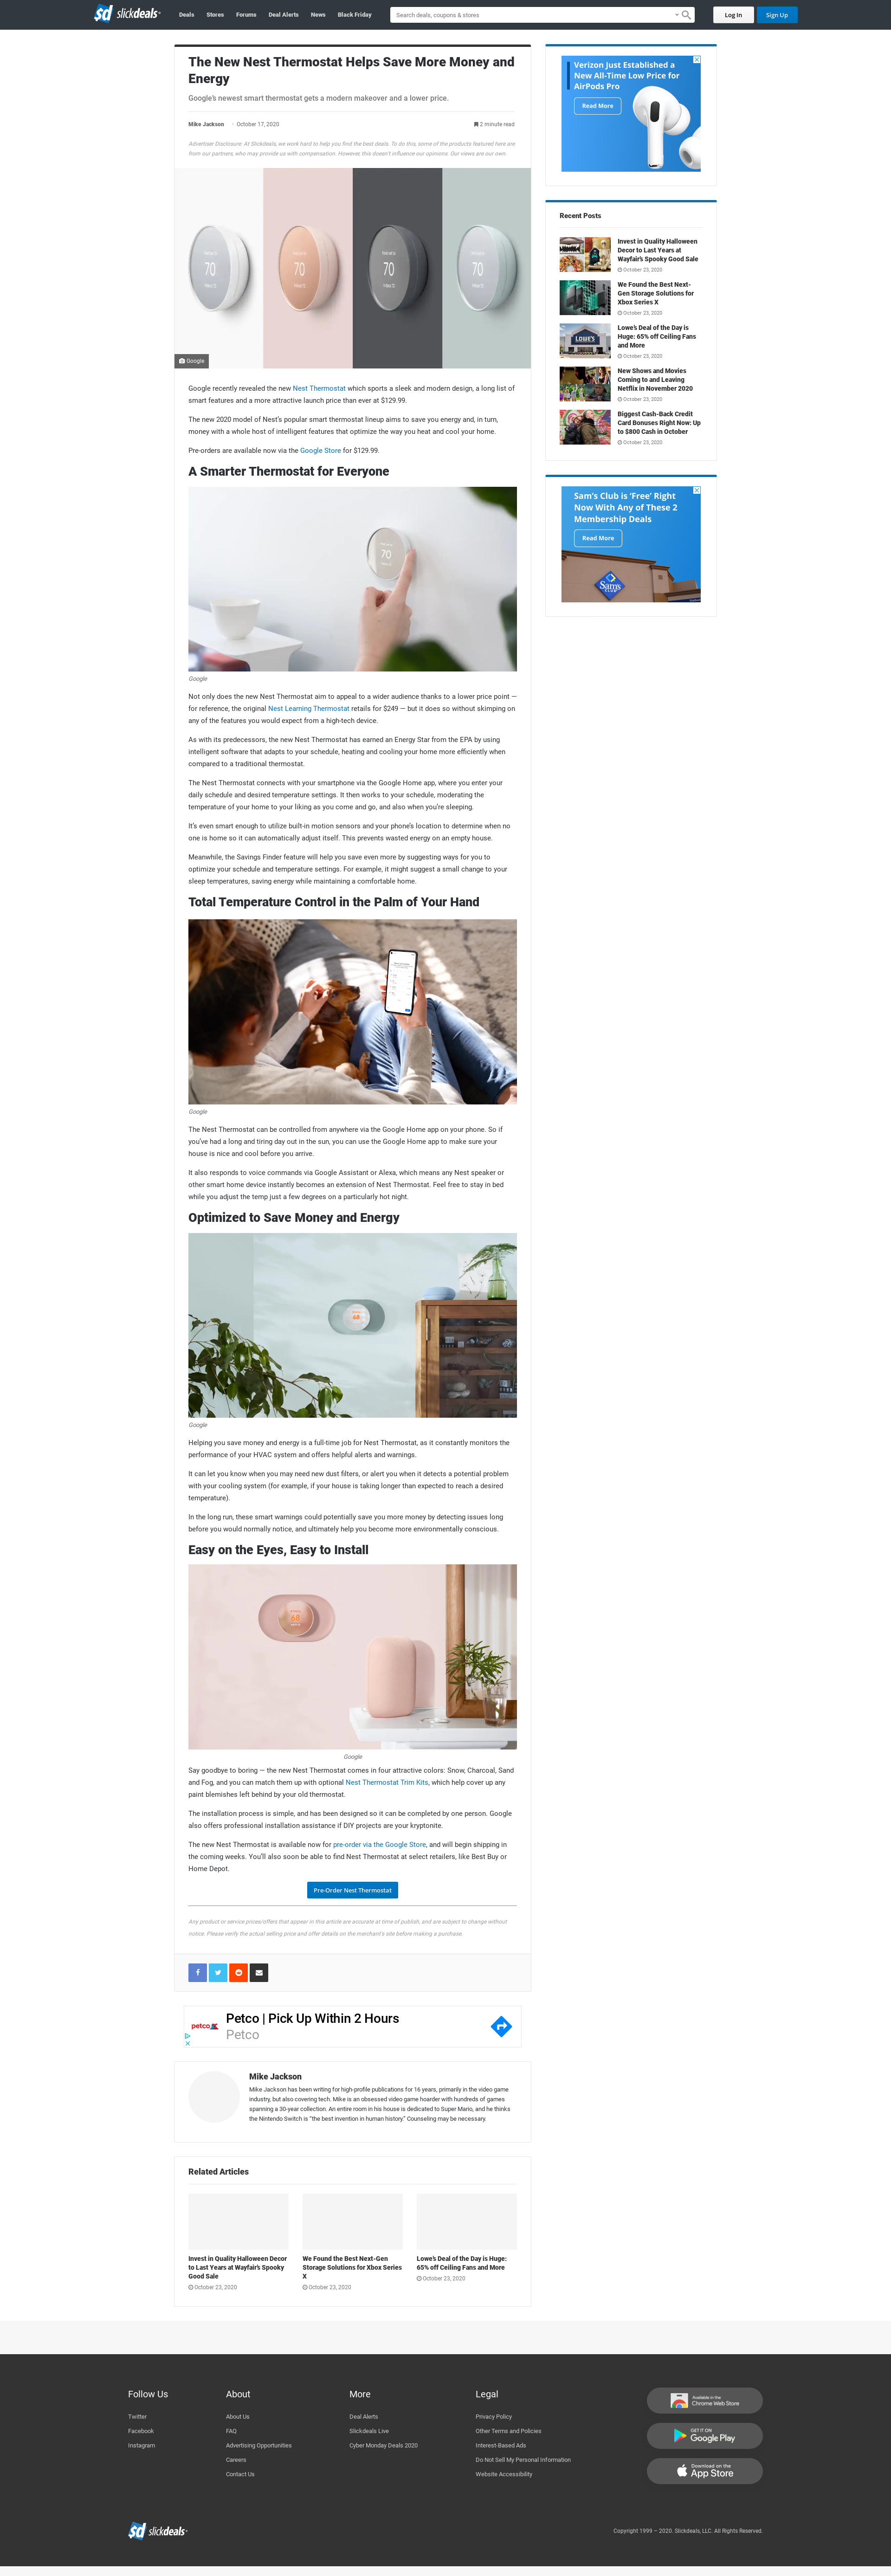 sd slickdeals
Deals Stores Forums Deal Alerts News Black Friday
Search deals, coupons & stores
Log In Sign Up
The New Nest Thermostat Helps Save More Money and
Energy
Google's newest smart thermostat gets a modern makeover and a lower price.
Mike Jackson - October 17, 2020
2 minute read
Advertiser Disclosure: At Slickdeals, we work hard to help you find the best deals. To do this, some of the products featured here are
from our partners, who may provide us with compensation. However, this doesn't influence our opinions. Our views are our own.
70 70 70 70
Google
Google recently revealed the new Nest Thermostat which sports a sleek and modern design, a long list of
smart features and a more attractive launch price than ever at $129.99.
The new 2020 model of Nest's popular smart thermostat lineup aims to save you energy and, in turn,
money with a whole host of intelligent features that optimize the way you heat and cool your home.
Pre-orders are available now via the Google Store for $129.99.
A Smarter Thermostat for Everyone
70
Google
Not only does the new Nest Thermostat aim to appeal to a wider audience thanks to a lower price point —
for reference, the original Nest Learning Thermostat retails for $249 — but it does so without skimping on
any of the features you would expect from a high-tech device.
As with its predecessors, the new Nest Thermostat has earned an Energy Star from the EPA by using
intelligent software that adapts to your schedule, heating and cooling your home more efficiently when
compared to a traditional thermostat.
The Nest Thermostat connects with your smartphone via the Google Home app, where you enter your
daily schedule and desired temperature settings. It then works to your schedule, moderating the
temperature of your home to your liking as you come and go, and also when you're sleeping.
It's even smart enough to utilize built-in motion sensors and your phone's location to determine when no
one is home so it can automatically adjust itself. This prevents wasted energy on an empty house.
Meanwhile, the Savings Finder feature will help you save even more by suggesting ways for you to
optimize your schedule and temperature settings. For example, it might suggest a small change to your
sleep temperatures, saving energy while maintaining a comfortable home.
Total Temperature Control in the Palm of Your Hand
Google
The Nest Thermostat can be controlled from anywhere via the Google Home app on your phone. So if
you've had a long and tiring day out in the sun, you can use the Google Home app to make sure your
house is nice and cool before you arrive.
It also responds to voice commands via Google Assistant or Alexa, which means any Nest speaker or
other smart home device instantly becomes an extension of Nest Thermostat. Feel free to stay in bed
while you adjust the temp just a few degrees on a particularly hot night.
Optimized to Save Money and Energy
68
Google
Helping you save money and energy is a full-time job for Nest Thermostat, as it constantly monitors the
performance of your HVAC system and offers helpful alerts and warnings.
It can let you know when you may need new dust filters, or alert you when it detects a potential problem
with your cooling system (for example, if your house is taking longer than expected to reach a desired
temperature).
In the long run, these smart warnings could potentially save you more money by detecting issues long
before you would normally notice, and ultimately help you become more environmentally conscious.
Easy on the Eyes, Easy to Install
68
Google
Say goodbye to boring — the new Nest Thermostat comes in four attractive colors: Snow, Charcoal, Sand
and Fog, and you can match them up with optional Nest Thermostat Trim Kits, which help cover up any
paint blemishes left behind by your old thermostat.
The installation process is simple, and has been designed so it can be completed by one person. Google
also offers professional installation assistance if DIY projects are your kryptonite.
The new Nest Thermostat is available now for pre-order via the Google Store, and will begin shipping in
the coming weeks. You'll also soon be able to find Nest Thermostat at select retailers, like Best Buy or
Home Depot.
Pre-Order Nest Thermostat
Any product or service prices/offers that appear in this article are accurate at time of publish, and are subject to change without
notice. Please verify the actual selling price and offer details on the merchant's site before making a purchase.
petco
Petco | Pick Up Within 2 Hours
Petco
Mike Jackson
Mike Jackson has been writing for high-profile publications for 16 years, primarily in the video game
industry, but also covering tech. Mike is an obsessed video game hoarder with hundreds of games
spanning a 30-year collection. An entire room in his house is dedicated to Super Mario, and he thinks
the Nintendo Switch is "the best invention in human history." Counseling may be necessary.
Related Articles
Invest in Quality Halloween Decor
to Last Years at Wayfair's Spooky
Good Sale
October 23, 2020
We Found the Best Next-Gen
Storage Solutions for Xbox Series
X
October 23, 2020
Lowe's Deal of the Day is Huge:
65% off Ceiling Fans and More
October 23, 2020
Verizon Just Established a
New All-Time Low Price for
AirPods Pro
Read More
Recent Posts
Invest in Quality Halloween
Decor to Last Years at
Wayfair's Spooky Good Sale
October 23, 2020
We Found the Best Next-
Gen Storage Solutions for
Xbox Series X
October 23, 2020
LOWE'S
Lowe's Deal of the Day is
Huge: 65% off Ceiling Fans
and More
October 23, 2020
New Shows and Movies
Coming to and Leaving
Netflix in November 2020
October 23, 2020
Biggest Cash-Back Credit
Card Bonuses Right Now: Up
to $800 Cash in October
October 23, 2020
Sam's Club is 'Free' Right
Now With Any of These 2
Membership Deals
Read More
Sam's
Follow Us
Twitter
Facebook
Instagram
About
About Us
FAQ
Advertising Opportunities
Careers
Contact Us
More
Deal Alerts
Slickdeals Live
Cyber Monday Deals 2020
Legal
Privacy Policy
Other Terms and Policies
Interest-Based Ads
Do Not Sell My Personal Information
Website Accessibility
Available in the
Chrome Web Store
GET IT ON
Google Play
Download on the
App Store
sd slickdeals
Copyright 1999 – 2020. Slickdeals, LLC. All Rights Reserved.